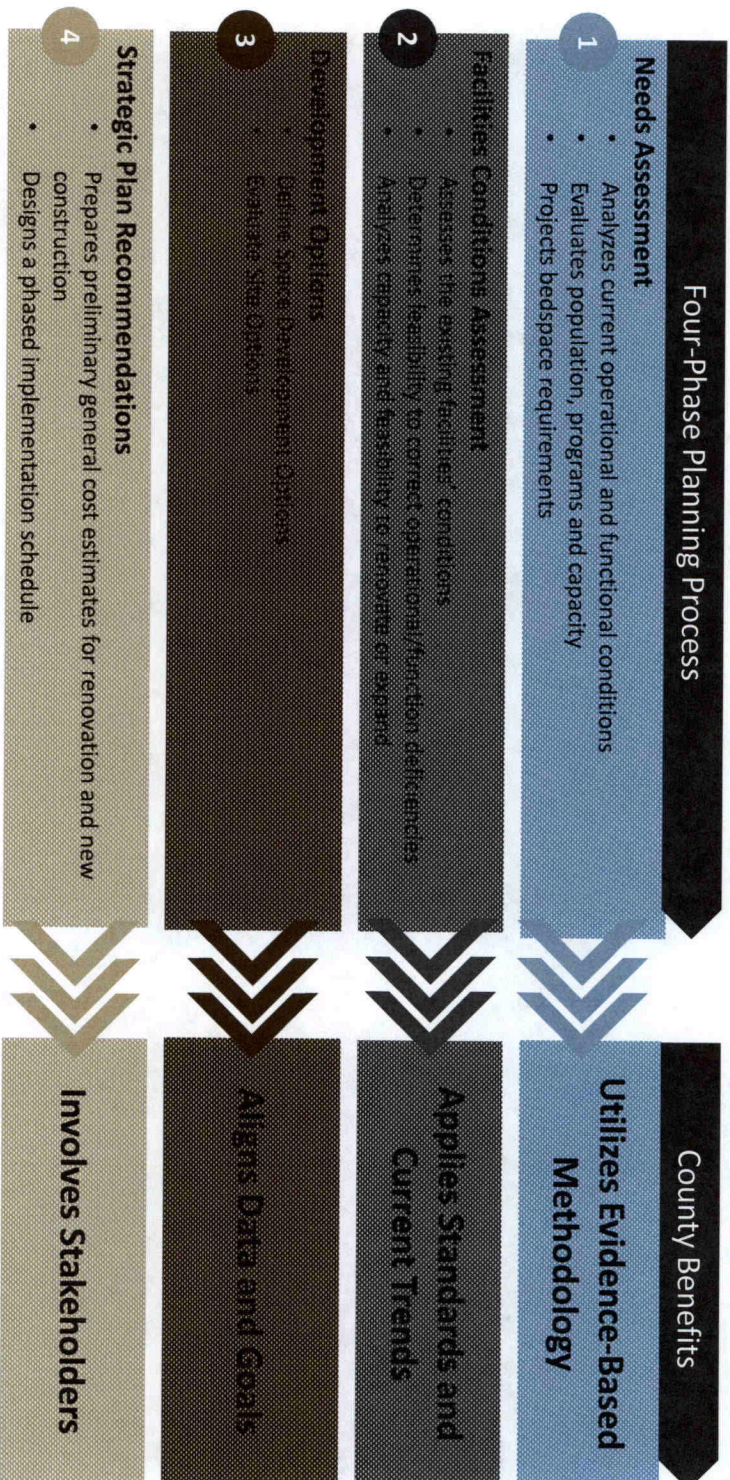 Four-Phase Planning Process
County Benefits
1
Needs Assessment
• Analyzes current operational and functional conditions
• Evaluates population, programs and capacity
• Projects bedspace requirements
Utilizes Evidence-Based
Methodology
2
Facilities Conditions Assessment
• Assesses the existing facilities' conditions
• Determines feasibility to correct operational/function deficiencies
• Analyzes capacity and feasibility to renovate or expand
Applies Standards and
Current Trends
3
Development Options
• Define Space Development Options
• Evaluate Site Options
Aligns Data and Goals
4
Strategic Plan Recommendations
• Prepares preliminary general cost estimates for renovation and new
construction
• Designs a phased implementation schedule
Involves Stakeholders